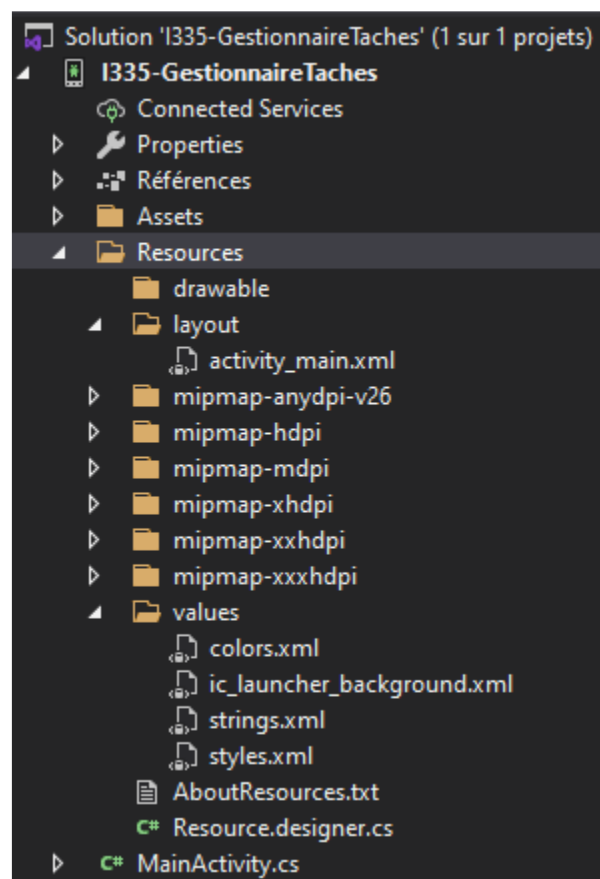 Solution 'I335-GestionnaireTaches' (1 sur 1 projets)
I335-GestionnaireTaches
Connected Services
Properties
Références
Assets
Resources
drawable
layout
activity_main.xml
mipmap-anydpi-v26
mipmap-hdpi
mipmap-mdpi
mipmap-xhdpi
mipmap-xxhdpi
mipmap-xxxhdpi
values
colors.xml
ic_launcher_background.xml
strings.xml
styles.xml
AboutResources.txt
C# Resource.designer.cs
C# MainActivity.cs